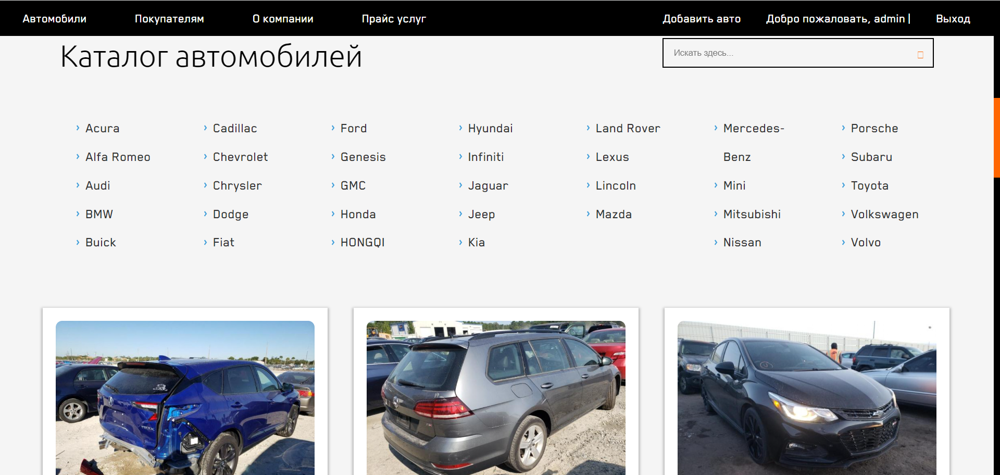 Автомобили Покупателям О компании Прайс услуг Добавить авто Добро пожаловать, admin | Выход
Каталог автомобилей
Искать здесь...
Acura
Alfa Romeo
Audi
BMW
Buick
Cadillac
Chevrolet
Chrysler
Dodge
Fiat
Ford
Genesis
GMC
Honda
HONGQI
Hyundai
Infiniti
Jaguar
Jeep
Kia
Land Rover
Lexus
Lincoln
Mazda
Mercedes-
Benz
Mini
Mitsubishi
Nissan
Porsche
Subaru
Toyota
Volkswagen
Volvo